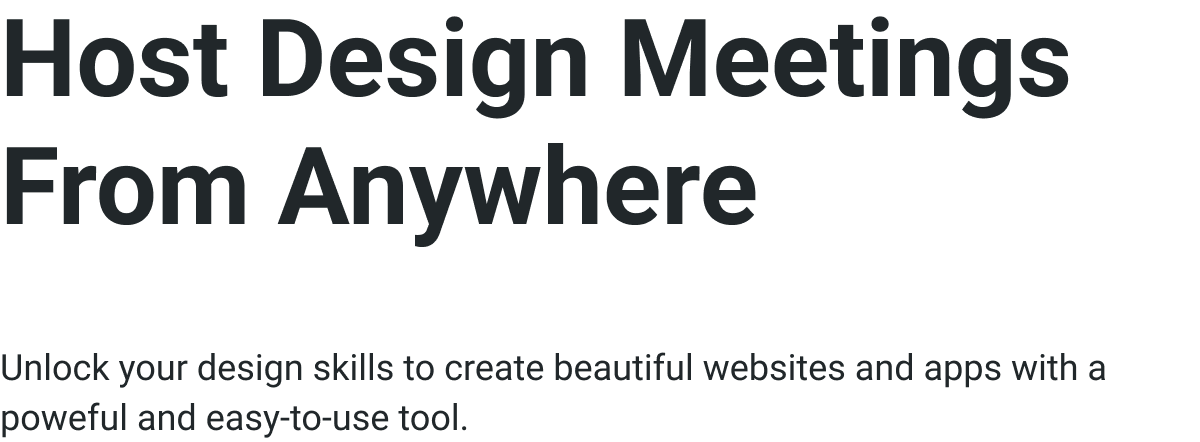 Host Design Meetings
From Anywhere
Unlock your design skills to create beautiful websites and apps with a
poweful and easy-to-use tool.